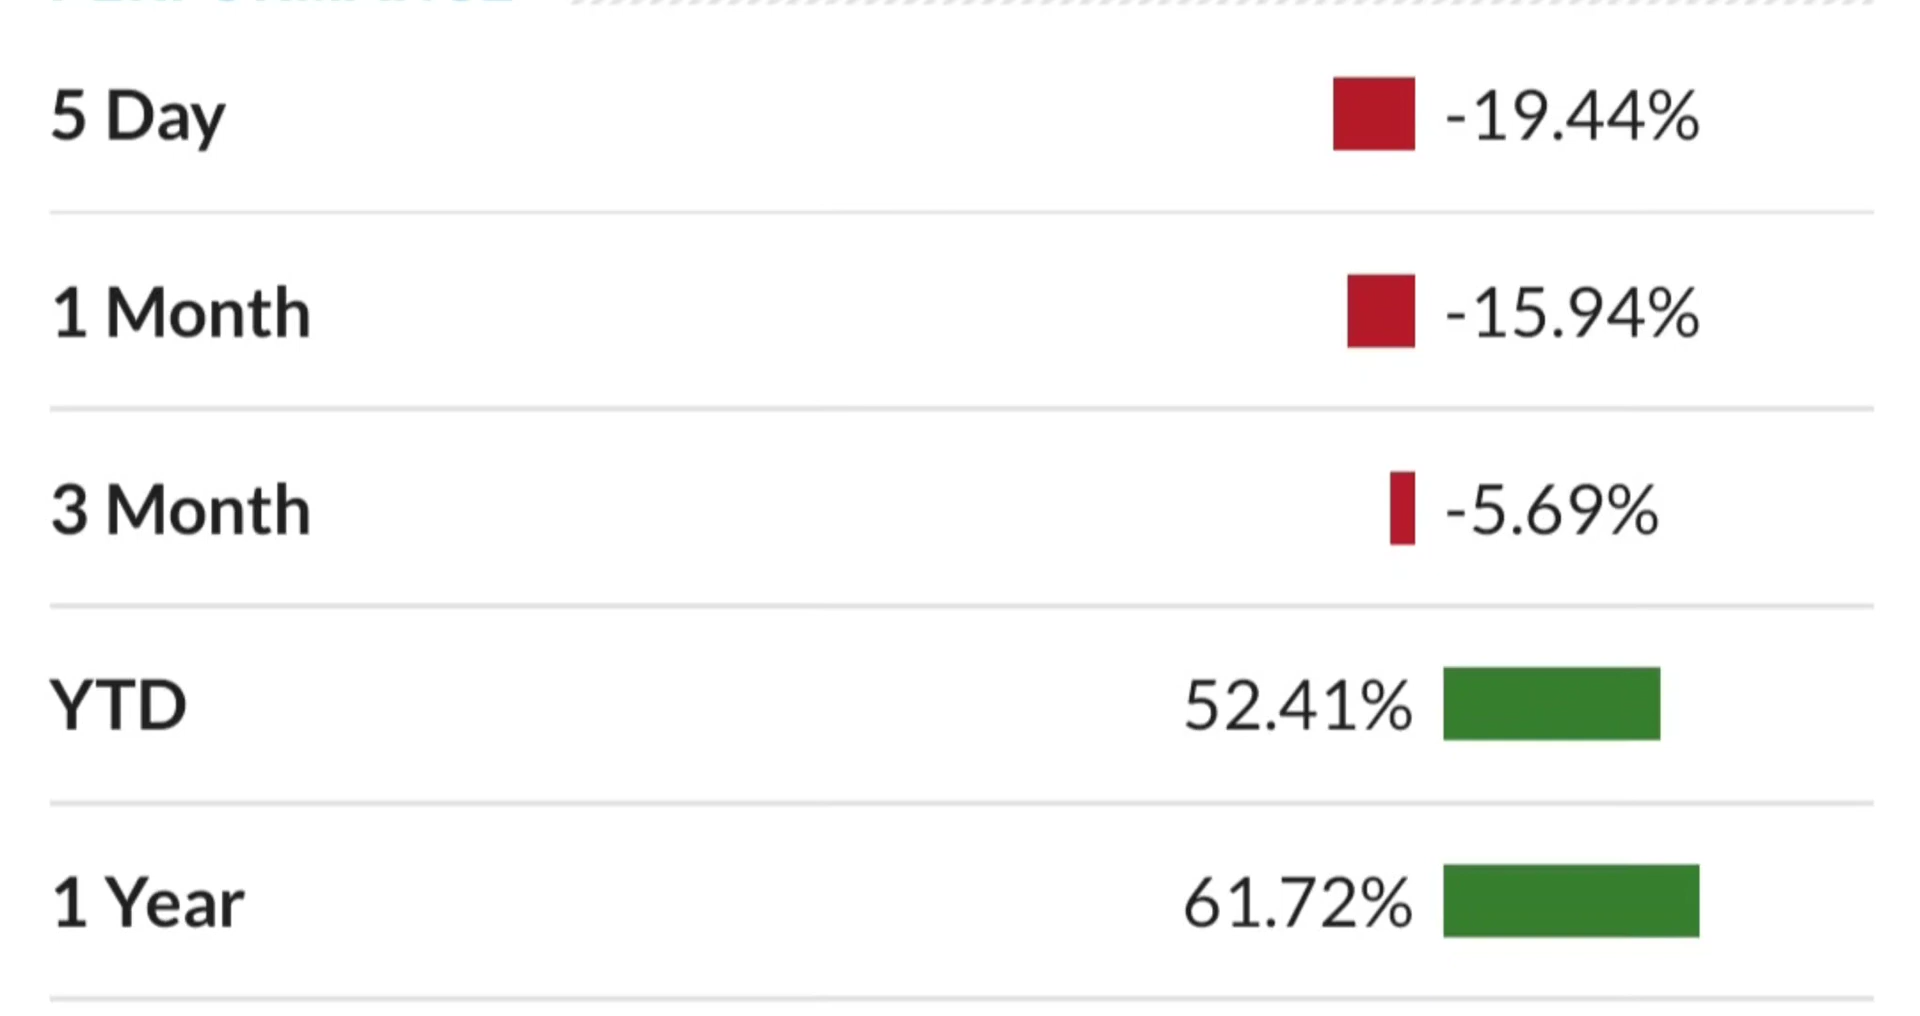 5 Day -19.44%
1 Month -15.94%
3 Month -5.69%
YTD 52.41%
1 Year 61.72%